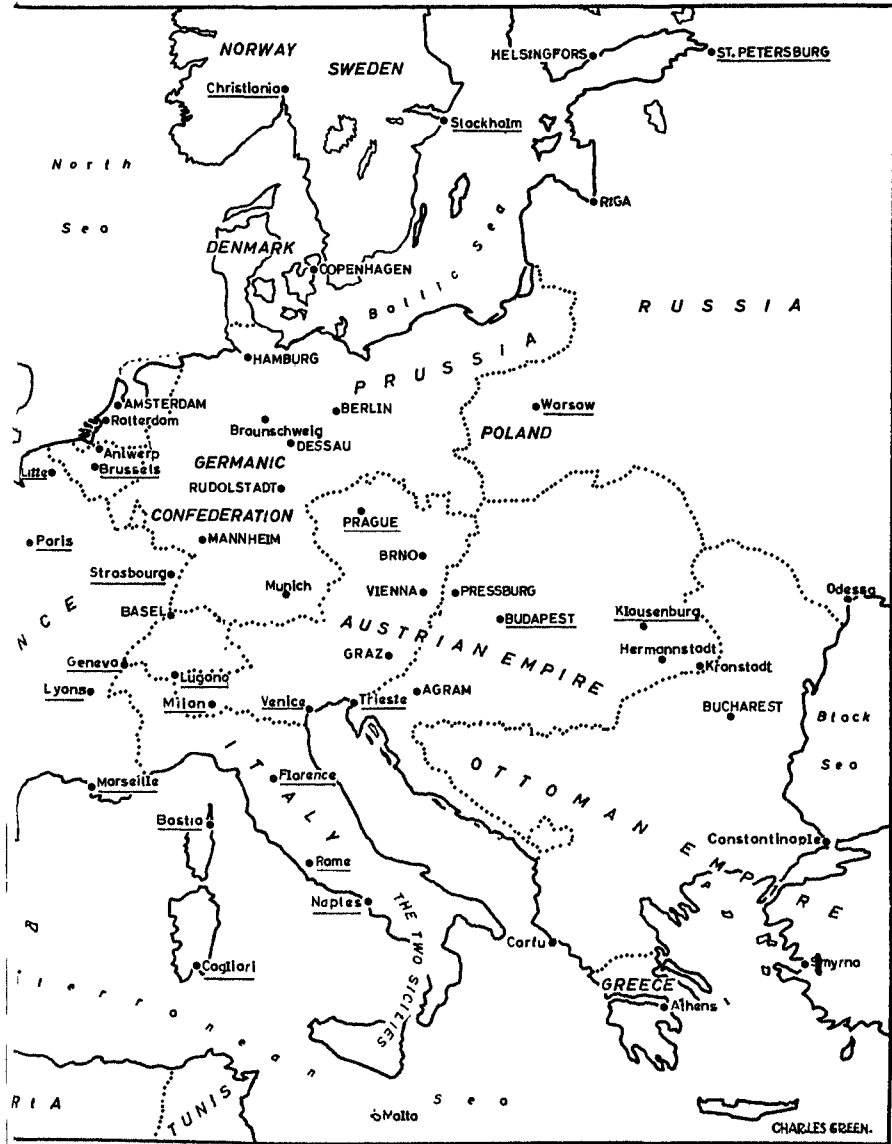 NORWAY
SWEDEN
HELSINGFORS
ST. PETERSBURG
Christiania
Stockholm
North
Sea
RIGA
DENMARK
COPENHAGEN
Baltic Sea
RUSSIA
HAMBURG
PRUSSIA
AMSTERDAM
Rotterdam
BERLIN
Warsaw
Braunschweig
DESSAU
POLAND
Antwerp
Brussels
GERMANIC
Lille
RUDOLSTADT
CONFEDERATION
PRAGUE
Paris
MANNHEIM
BRNO
Strasbourg
Munich
VIENNA
PRESSBURG
Odessa
NCE
BASEL
AUSTRIAN EMPIRE
BUDAPEST
Klausenburg
GRAZ
Hermannstadt
Kronstadt
Geneva
Lugano
Lyons
Milan
Venice
Trieste
AGRAM
BUCHAREST
Black
Sea
ITALY
OTTOMAN EMPIRE
Marseille
Florence
Bastia
Constantinople
Rome
Naples
THE TWO SICILIES
Corfu
Cagliari
Smyrna
GREECE
Athens
iterranean Sea
TUNIS
Malta
CHARLES GREEN.